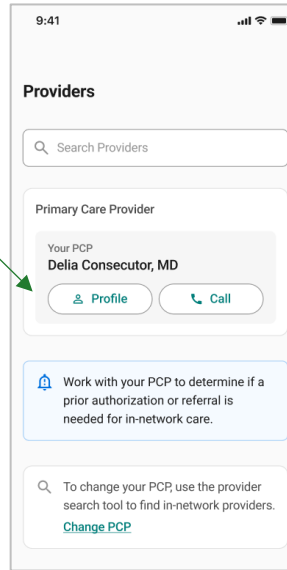 9:41
Providers
Search Providers
Primary Care Provider
Your PCP
Delia Consecutor, MD
Profile
Call
Work with your PCP to determine if a
prior authorization or referral is
needed for in-network care.
To change your PCP, use the provider
search tool to find in-network providers.
Change PCP